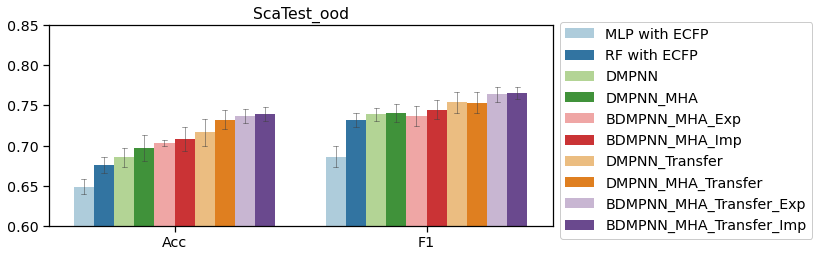 ScaTest_ood
0.85
0.80
0.75
0.70
0.65
0.60
Acc
F1
MLP with ECFP
RF with ECFP
DMPNN
DMPNN_MHA
BDMPNN_MHA_Exp
BDMPNN_MHA_Imp
DMPNN_Transfer
DMPNN_MHA_Transfer
BDMPNN_MHA_Transfer_Exp
BDMPNN_MHA_Transfer_Imp